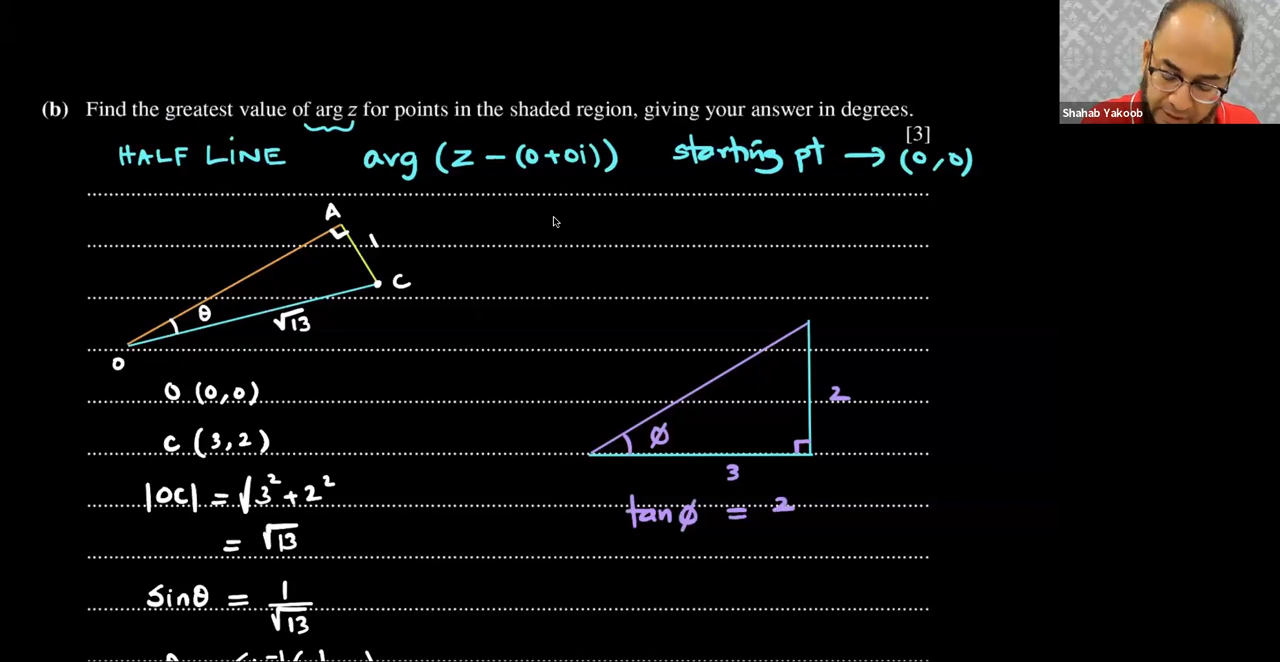 Shahab Yakoob
(b) Find the greatest value of arg z for points in the shaded region, giving your answer in degrees.
[3]
HALF LINE arg (z - (0+0i)) starting pt → (0,0)
A
1
C
θ
√13
O
O (0,0)
C (3,2)
|OC| = √3²+2²
= √13
sinθ = 1/√13
ϕ
2
3
tanϕ = 2